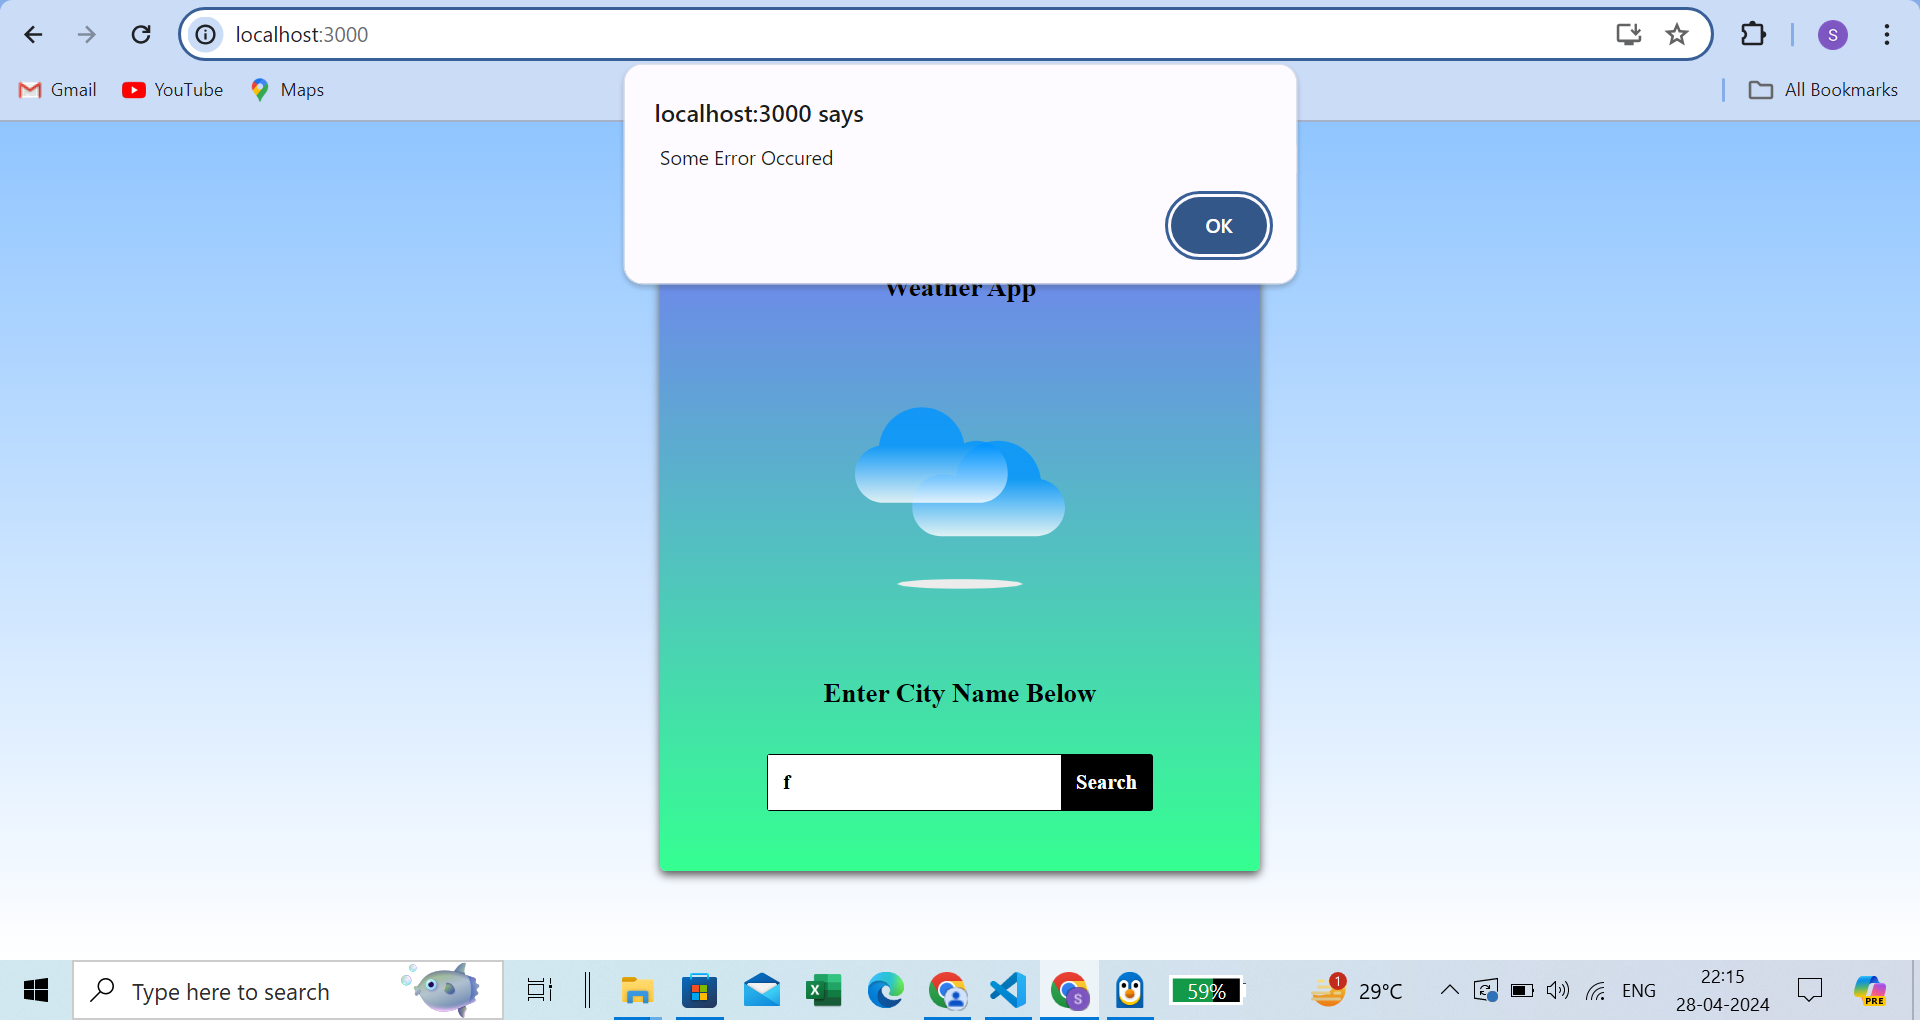 localhost:3000
S
Gmail
YouTube
Maps
All Bookmarks
localhost:3000 says
Some Error Occured
OK
Weather App
Enter City Name Below
f
Search
Type here to search
X
S
59%
1
29°C
ENG
22:15
28-04-2024
PRE